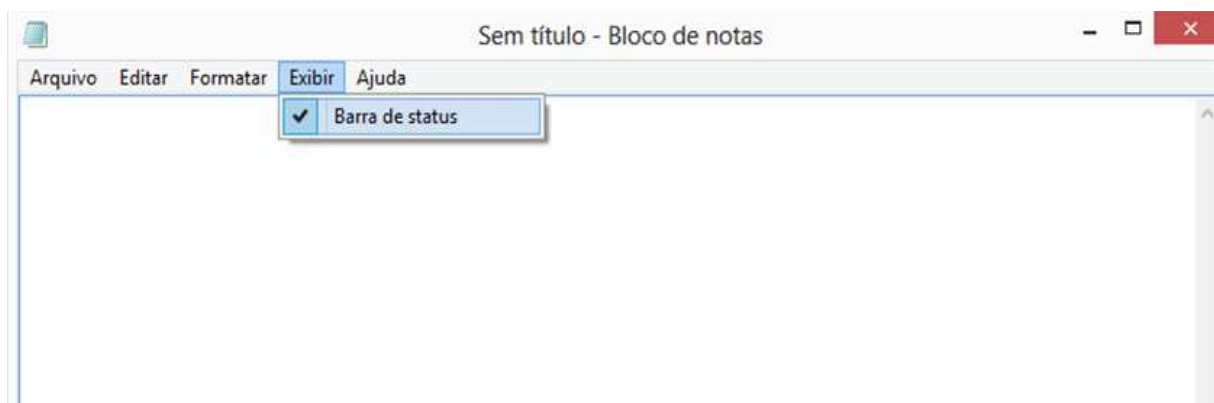 Sem título - Bloco de notas
Arquivo Editar Formatar Exibir Ajuda
Barra de status